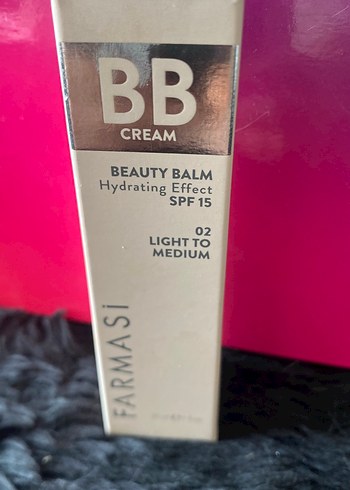 BB
CREAM
BEAUTY BALM
Hydrating Effect
SPF 15
02
LIGHT TO
MEDIUM
FARMASİ